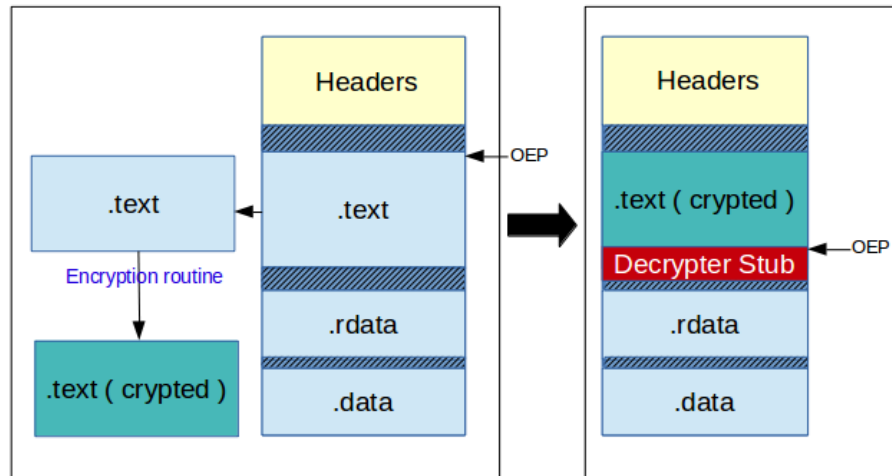 Headers
OEP
.text
.text
Encryption routine
.text ( crypted )
.rdata
.data
Headers
.text ( crypted )
OEP
Decrypter Stub
.rdata
.data